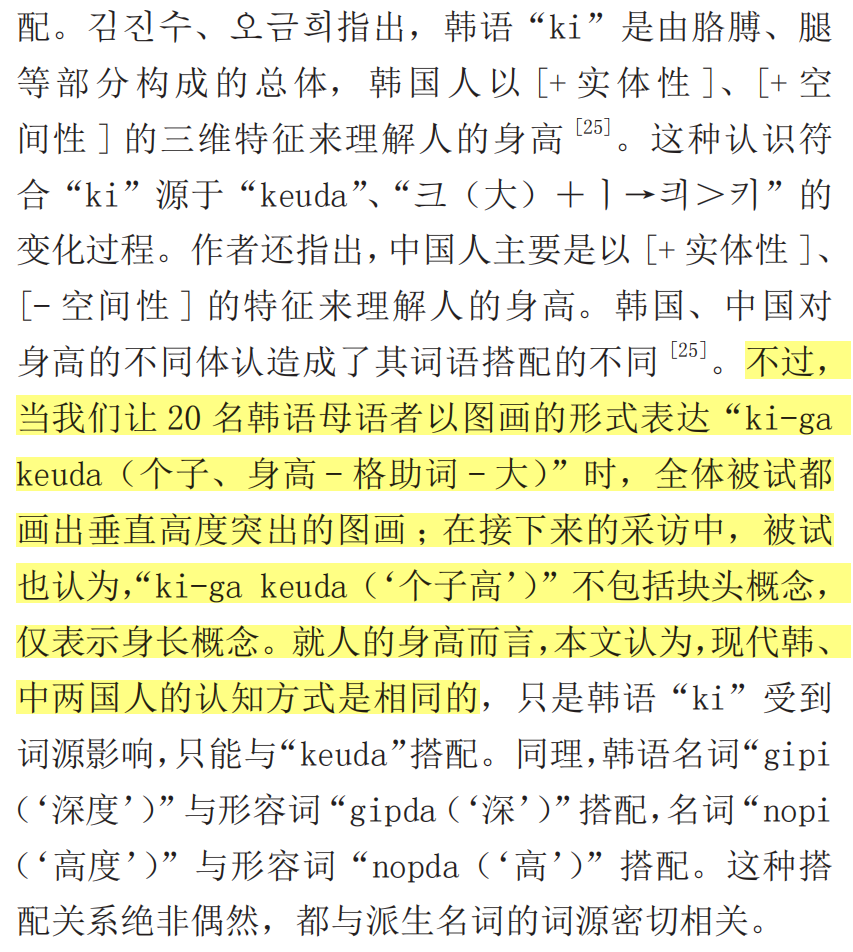 配。김진수、오금희指出，韩语“ki”是由胳膊、腿
等部分构成的总体，韩国人以[+实体性]、[+空
间性]的三维特征来理解人的身高[25]。这种认识符
合“ki”源于“keuda”、“크（大）＋ㅣ→킈＞키”的
变化过程。作者还指出，中国人主要是以[+实体性]、
[-空间性]的特征来理解人的身高。韩国、中国对
身高的不同体认造成了其词语搭配的不同[25]。不过，
当我们让20名韩语母语者以图画的形式表达“ki-ga
keuda（个子、身高-格助词-大）”时，全体被试都
画出垂直高度突出的图画；在接下来的采访中，被试
也认为，“ki-ga keuda（‘个子高’）”不包括块头概念，
仅表示身长概念。就人的身高而言，本文认为，现代韩、
中两国人的认知方式是相同的，只是韩语“ki”受到
词源影响，只能与“keuda”搭配。同理，韩语名词“gipi
（‘深度’）”与形容词“gipda（‘深’）”搭配，名词“nopi
（‘高度’）”与形容词“nopda（‘高’）”搭配。这种搭
配关系绝非偶然，都与派生名词的词源密切相关。